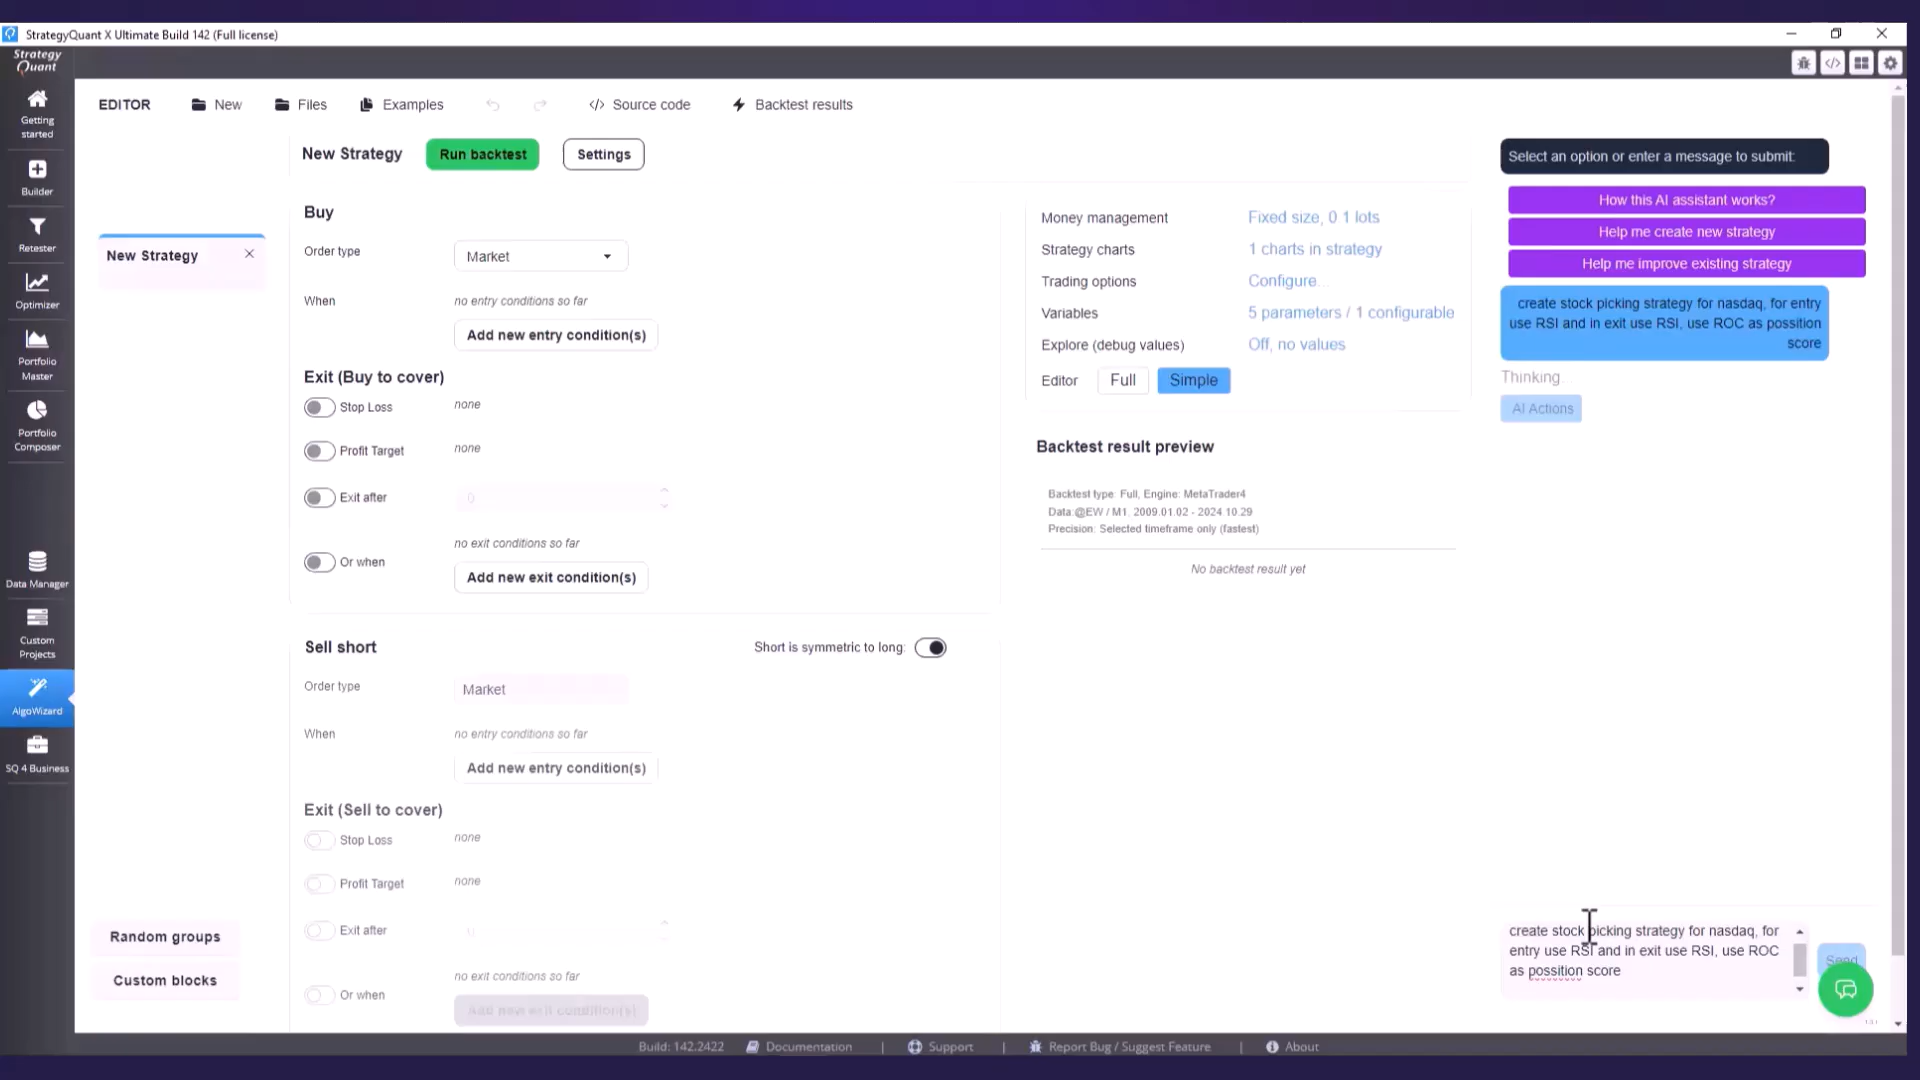 StrategyQuant X Ultimate Build 142 (Full license)
Strategy
Quant
Getting
started
Builder
Retester
Optimizer
Portfolio
Master
Portfolio
Composer
Data Manager
Custom
Projects
AlgoWizard
SQ 4 Business
EDITOR
New
Files
Examples
</> Source code
Backtest results
New Strategy
Run backtest
Settings
New Strategy
Buy
Order type
Market
When
no entry conditions so far
Add new entry condition(s)
Exit (Buy to cover)
Stop Loss
none
Profit Target
none
Exit after
0
no exit conditions so far
Or when
Add new exit condition(s)
Sell short
Short is symmetric to long:
Order type
Market
When
no entry conditions so far
Add new entry condition(s)
Exit (Sell to cover)
Stop Loss
none
Profit Target
none
Exit after
0
no exit conditions so far
Or when
Add new exit condition(s)
Random groups
Custom blocks
Money management
Fixed size, 0 1 lots
Strategy charts
1 charts in strategy
Trading options
Configure...
Variables
5 parameters / 1 configurable
Explore (debug values)
Off, no values
Editor
Full
Simple
Backtest result preview
Backtest type: Full, Engine: MetaTrader4
Data:@EW / M1, 2009.01.02 - 2024.10.29
Precision: Selected timeframe only (fastest)
No backtest result yet
Select an option or enter a message to submit:
How this AI assistant works?
Help me create new strategy
Help me improve existing strategy
create stock picking strategy for nasdaq, for entry
use RSI and in exit use RSI, use ROC as possition
score
Thinking..
AI Actions
create stock picking strategy for nasdaq, for
entry use RSI and in exit use RSI, use ROC
as possition score
Send
Build: 142.2422
Documentation
|
Support
|
Report Bug / Suggest Feature
|
About